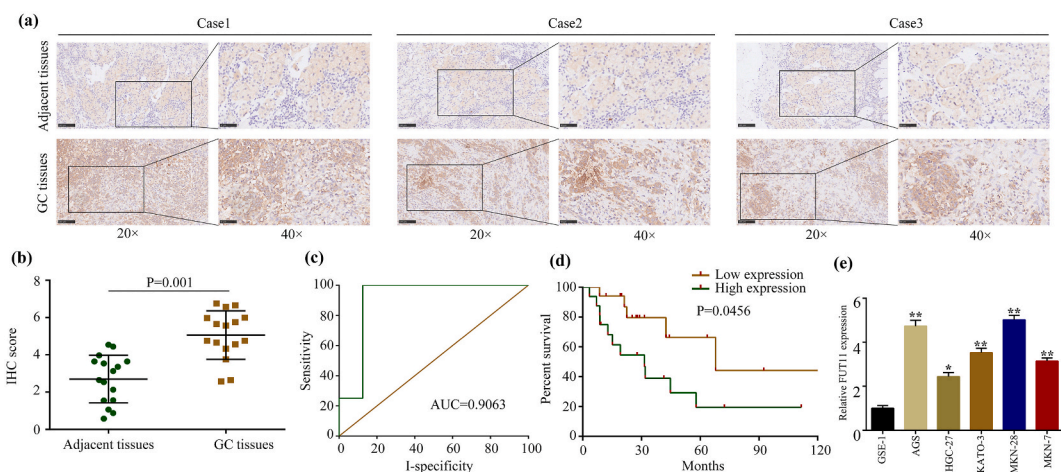 (a)
Case1
Case2
Case3
Adjacent tissues
GC tissues
20×
40×
20×
40×
20×
40×
(b)
P=0.001
IHC score
8
6
4
2
0
Adjacent tissues
GC tissues
(c)
Sensitivity
100
80
60
40
20
0
AUC=0.9063
0
20
40
60
80
100
I-specificity
(d)
Low expression
High expression
P=0.0456
Percent survival
100
80
60
40
20
0
0
30
60
90
120
Months
(e)
Relative FUT11 expression
6
4
2
0
**
*
**
**
**
GSE-1
AGS
HGC-27
KATO-3
MKN-28
MKN-7